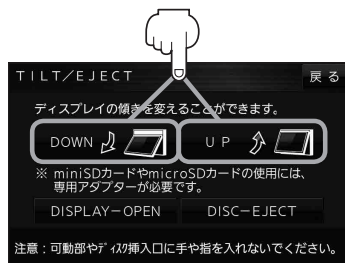 TILT/EJECT
戻る
ディスプレイの傾きを変えることができます。
DOWN
UP
※ miniSDカードやmicroSDカードの使用には、
専用アダプターが必要です。
DISPLAY−OPEN
DISC−EJECT
注意：可動部やﾃﾞｨｽｸ挿入口に手や指を入れないでください。